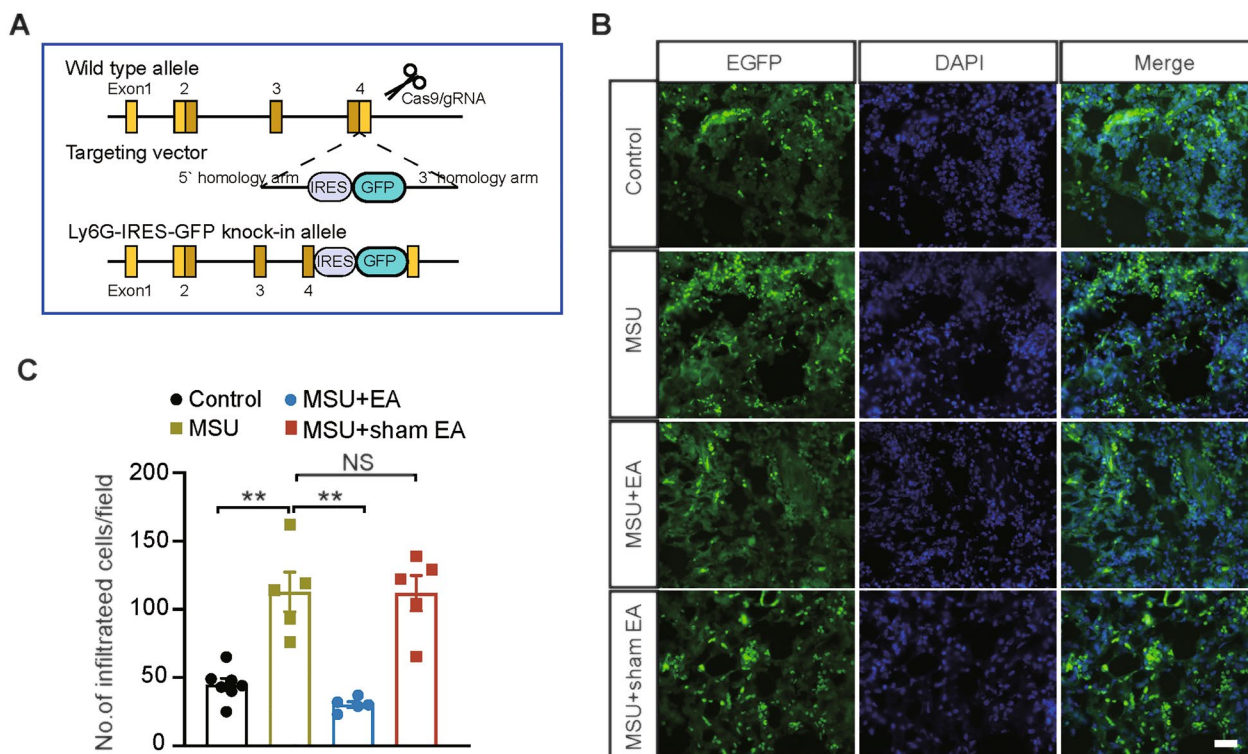 A
Wild type allele
Exon1 2 3 4
Cas9/gRNA
Targeting vector
5` homology arm 3` homology arm
IRES GFP
Ly6G-IRES-GFP knock-in allele
IRES GFP
Exon1 2 3 4
B
EGFP DAPI Merge
Control
MSU
MSU+EA
MSU+sham EA
C
Control MSU+EA
MSU MSU+sham EA
NS
** **
No.of infiltrateed cells/field
200
150
100
50
0